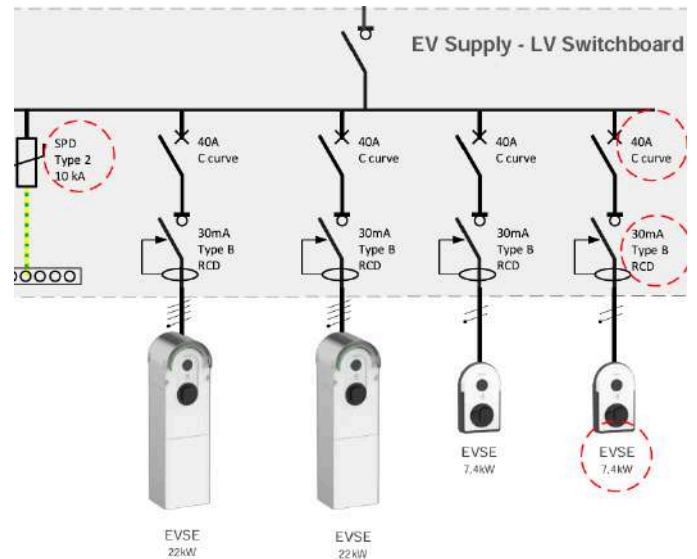 EV Supply - LV Switchboard
SPD
Type 2
10 kA
40A
C curve
40A
C curve
40A
C curve
40A
C curve
30mA
Type B
RCD
30mA
Type B
RCD
30mA
Type B
RCD
30mA
Type B
RCD
EVSE
7,4kW
EVSE
7,4kW
EVSE
22kW
EVSE
22kW